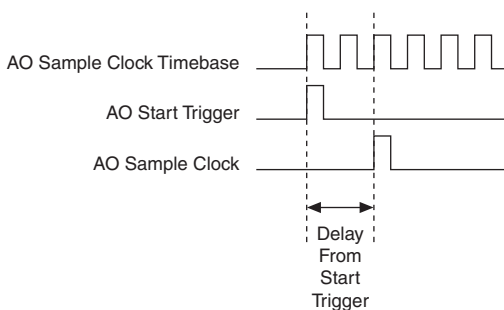 AO Sample Clock Timebase
AO Start Trigger
AO Sample Clock
Delay
From
Start
Trigger